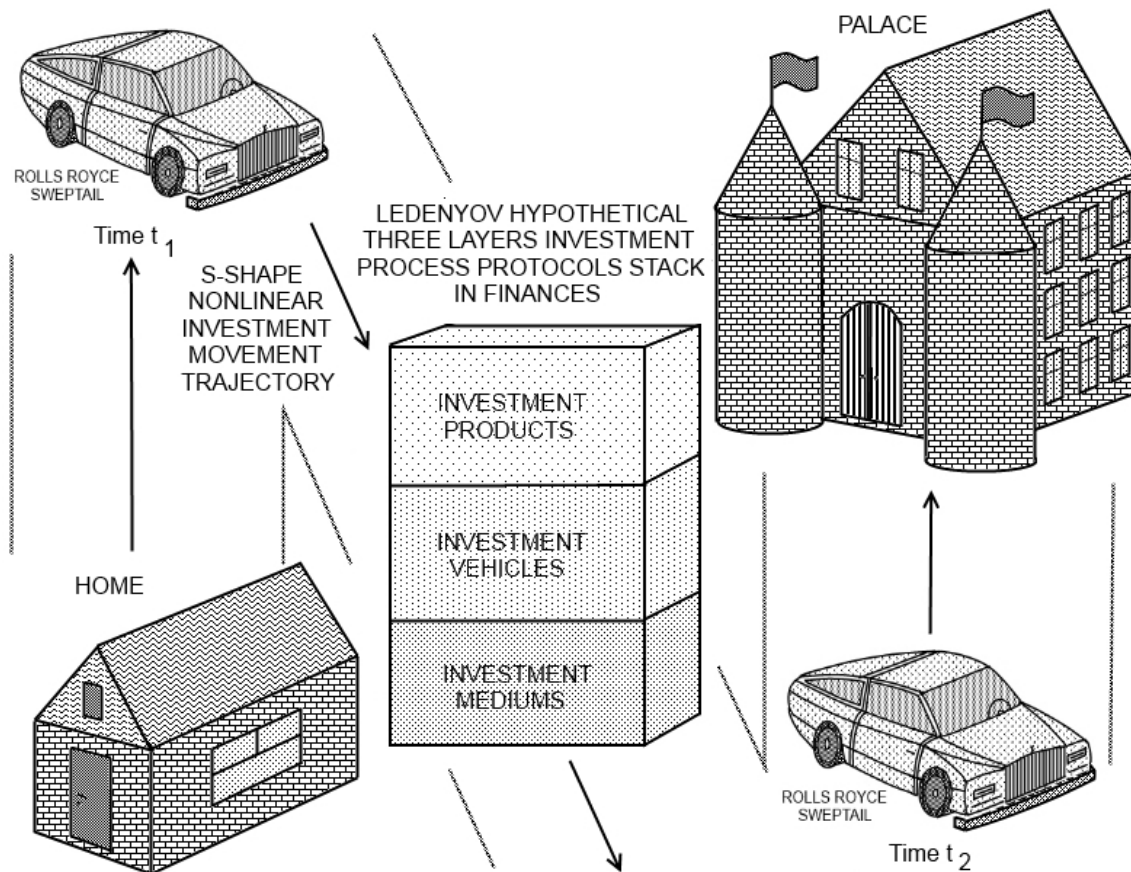 PALACE
ROLLS ROYCE
SWEPTAIL
Time t 1
LEDENYOV HYPOTHETICAL
THREE LAYERS INVESTMENT
PROCESS PROTOCOLS STACK
IN FINANCES
S-SHAPE
NONLINEAR
INVESTMENT
MOVEMENT
TRAJECTORY
INVESTMENT
PRODUCTS
INVESTMENT
VEHICLES
INVESTMENT
MEDIUMS
HOME
ROLLS ROYCE
SWEPTAIL
Time t 2